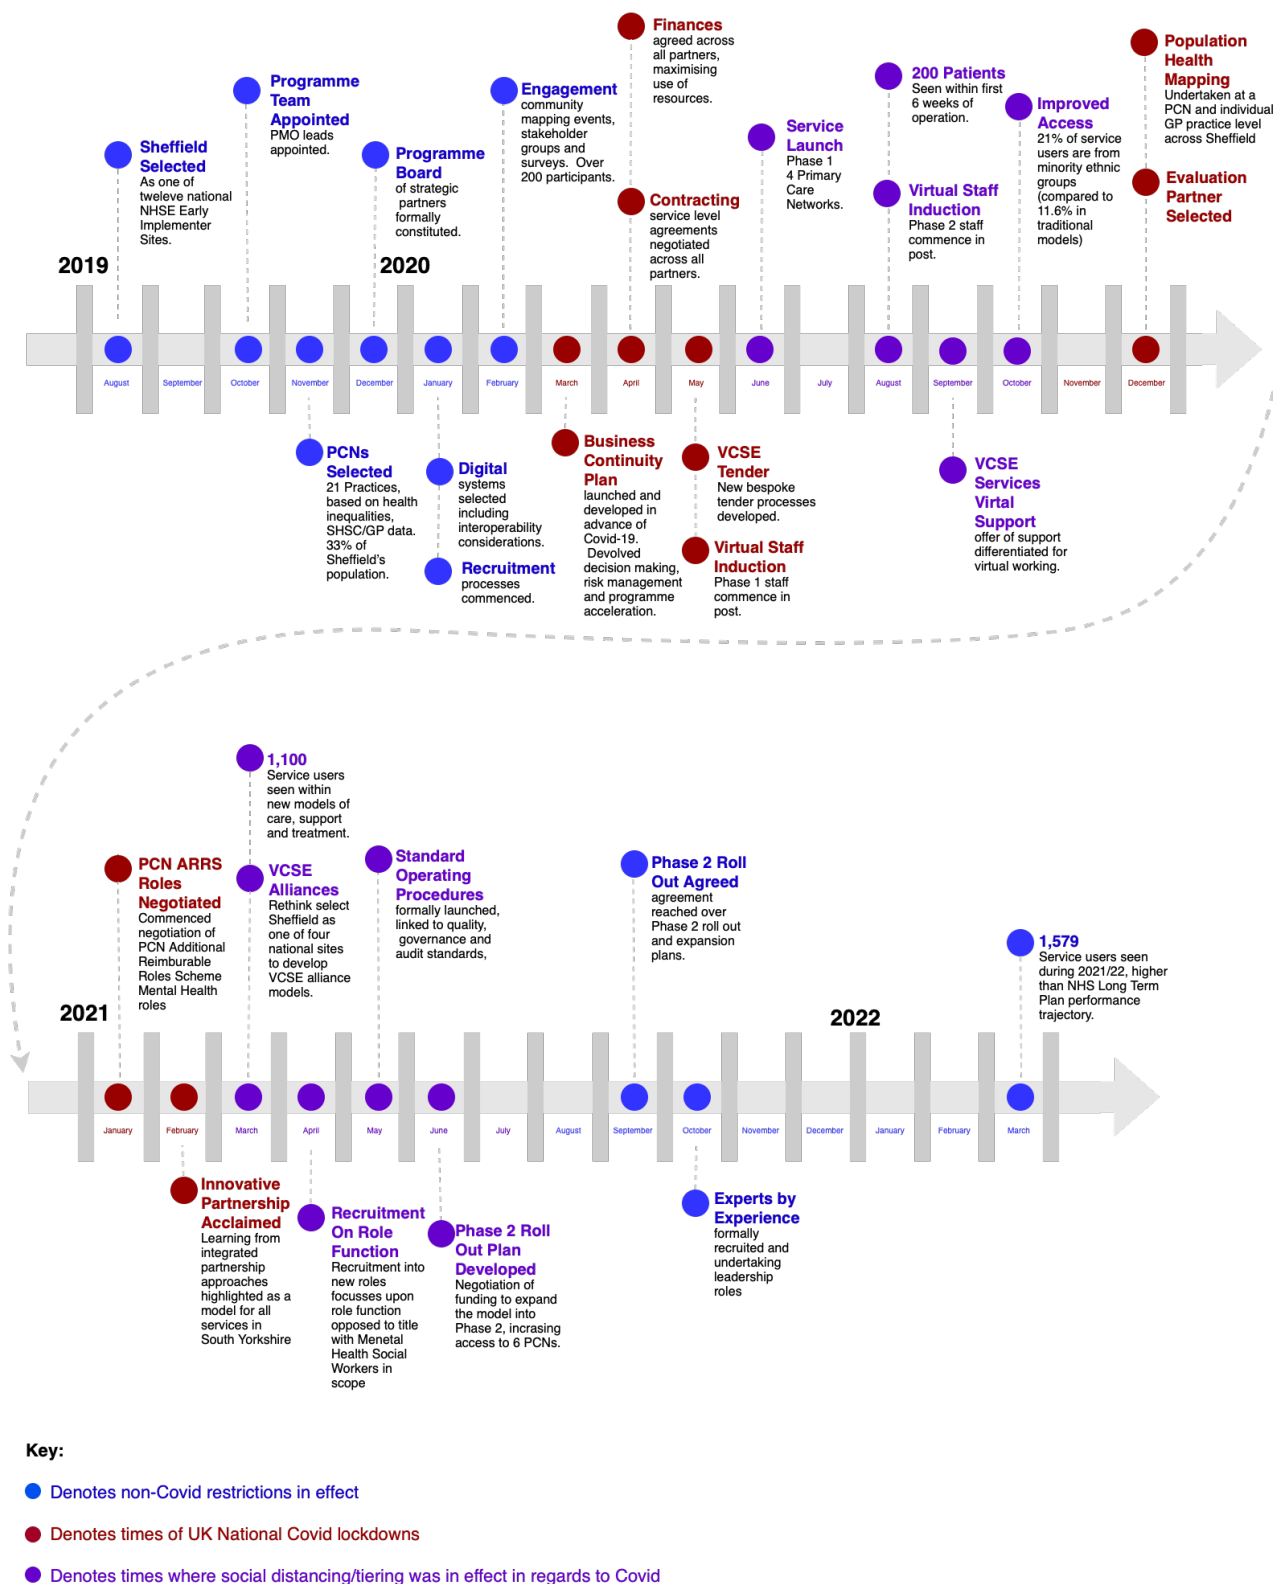 Finances
agreed across
all partners,
maximising
use of
resources.
Population
Health
Mapping
Undertaken at a
PCN and individual
GP practice level
across Sheffield
Programme
Team
Appointed
PMO leads
appointed.
Engagement
community
mapping events,
stakeholder
groups and
surveys. Over
200 participants.
200 Patients
Seen within first
6 weeks of
operation.
Improved
Access
21% of service
users are from
minority ethnic
groups
(compared to
11.6% in
traditional
models)
Sheffield
Selected
As one of
tweleve national
NHSE Early
Implementer
Sites.
Programme
Board
of strategic
partners
formally
constituted.
Service
Launch
Phase 1
4 Primary
Care
Networks.
Contracting
service level
agreements
negotiated
across all
partners.
Virtual Staff
Induction
Phase 2 staff
commence in
post.
Evaluation
Partner
Selected
2019
2020
August
September
October
November
December
January
February
March
April
May
June
July
August
September
October
November
December
PCNs
Selected
21 Practices,
based on health
inequalities,
SHSC/GP data.
33% of
Sheffield's
population.
Digital
systems
selected
including
interoperability
considerations.
Recruitment
processes
commenced.
Business
Continuity
Plan
launched and
developed in
advance of
Covid-19.
Devolved
decision making,
risk management
and programme
acceleration.
VCSE
Tender
New bespoke
tender processes
developed.
Virtual Staff
Induction
Phase 1 staff
commence in
post.
VCSE
Services
Virtal
Support
offer of support
differentiated for
virtual working.
1,100
Service users
seen within
new models of
care, support
and treatment.
PCN ARRS
Roles
Negotiated
Commenced
negotiation of
PCN Additional
Reimburable
Roles Scheme
Mental Health
roles
VCSE
Alliances
Rethink select
Sheffield as
one of four
national sites
to develop
VCSE alliance
models.
Standard
Operating
Procedures
formally launched,
linked to quality,
governance and
audit standards,
Phase 2 Roll
Out Agreed
agreement
reached over
Phase 2 roll out
and expansion
plans.
1,579
Service users seen
during 2021/22, higher
than NHS Long Term
Plan performance
trajectory.
2021
2022
January
February
March
April
May
June
July
August
September
October
November
December
January
February
March
Innovative
Partnership
Acclaimed
Learning from
integrated
partnership
approaches
highlighted as a
model for all
services in
South Yorkshire
Recruitment
On Role
Function
Recruitment into
new roles
focusses upon
role function
opposed to title
with Menetal
Health Social
Workers in
scope
Phase 2 Roll
Out Plan
Developed
Negotiation of
funding to expand
the model into
Phase 2, incrasing
access to 6 PCNs.
Experts by
Experience
formally
recruited and
undertaking
leadership
roles
Key:
Denotes non-Covid restrictions in effect
Denotes times of UK National Covid lockdowns
Denotes times where social distancing/tiering was in effect in regards to Covid